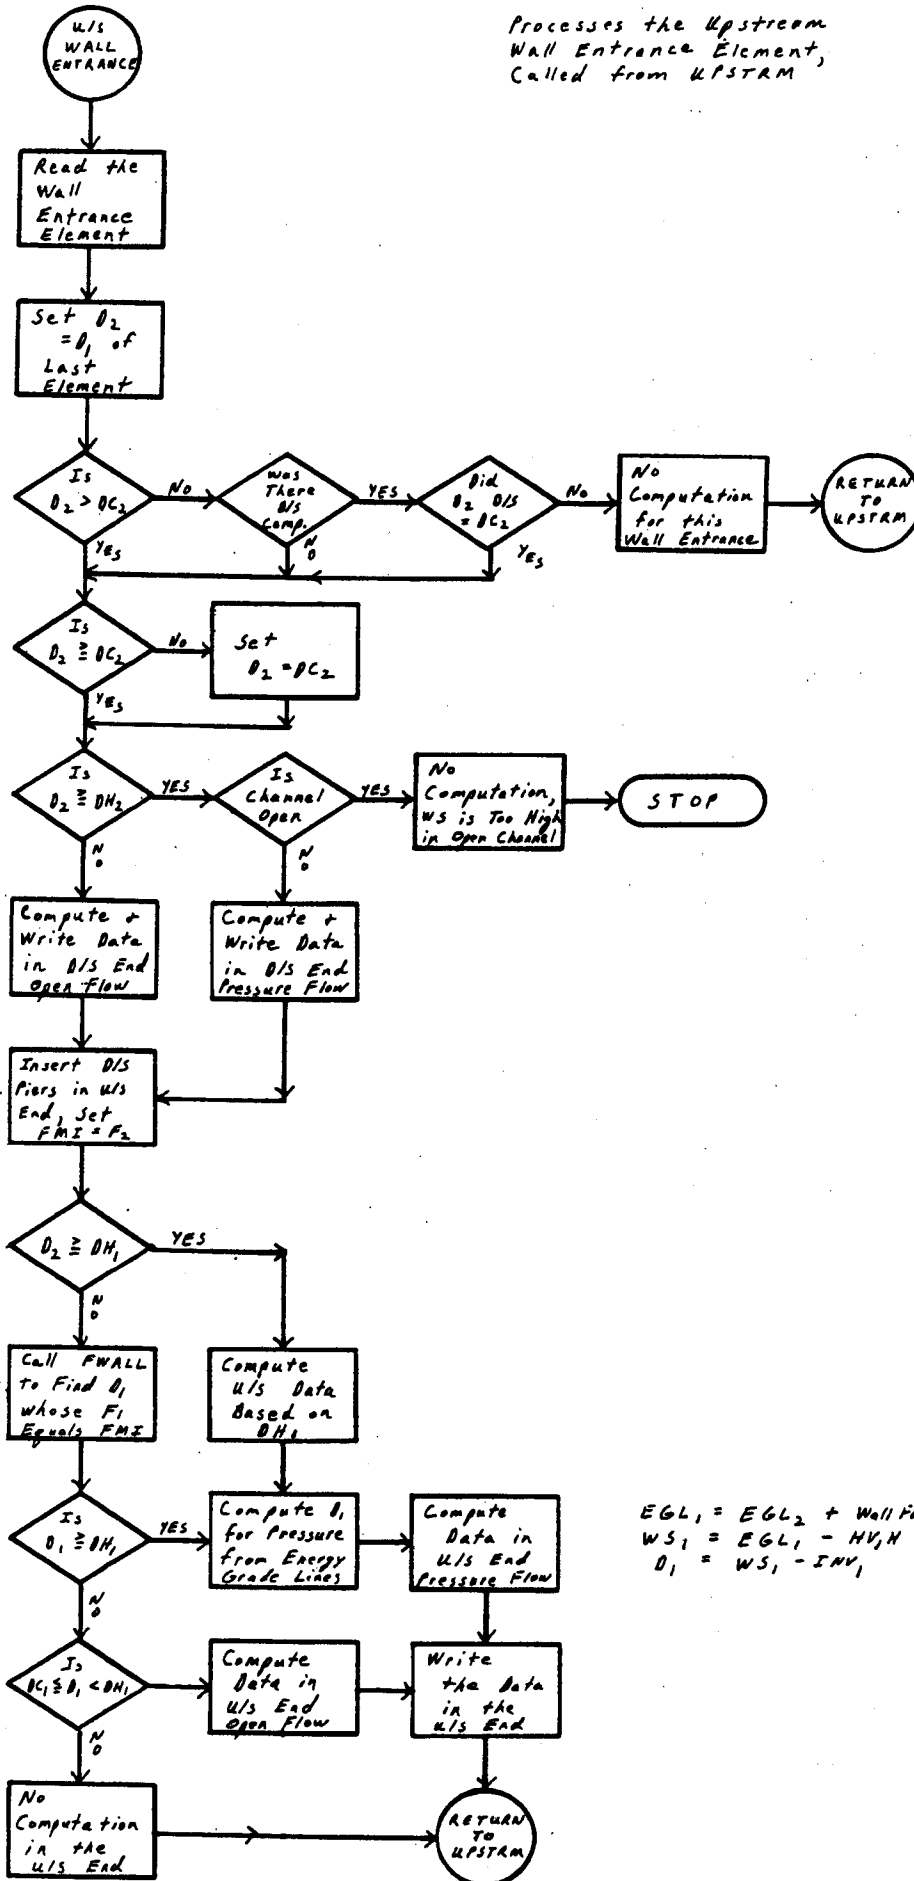 U/S
WALL
ENTRANCE
Processes the Upstream
Wall Entrance Element,
Called from UPSTRM
Read the
Wall
Entrance
Element
Set D₂
=D₁ of
Last
Element
Is
D₂ > DC₂
NO
Was
There
D/S
Comp.
YES
Did
D₂ D/S
= DC₂
NO
No
Computation
for this
Wall Entrance
RETURN
TO
UPSTRM
YES
NO
YES
Is
D₂ ≧ DC₂
NO
Set
D₂ = DC₂
YES
Is
D₂ ≧ DH₂
YES
Is
Channel
Open
YES
No
Computation,
WS is Too High
in Open Channel
STOP
NO
NO
Compute &
Write Data
in D/S End
Open Flow
Compute &
Write Data
in D/S End
Pressure Flow
Insert D/S
Piers in U/S
End, Set
FMI = F₂
D₂ ≧ DH₁
YES
NO
Call FWALL
to Find D₁
whose F₁
Equals FMI
Compute
U/S Data
Based on
DH₁
Is
D₁ ≧ DH₁
YES
Compute D₁
for Pressure
from Energy
Grade Lines
Compute
Data in
U/S End
Pressure Flow
EGL₁ = EGL₂ + Wall
WS₁ = EGL₁ - HV₁H
D₁ = WS₁ - INV₁
NO
Is
DC₁ ≦ D₁ < DH₁
Compute
Data in
U/S End
Open Flow
Write
the Data
in the
U/S End
NO
No
Computation
in the
U/S End
RETURN
TO
UPSTRM